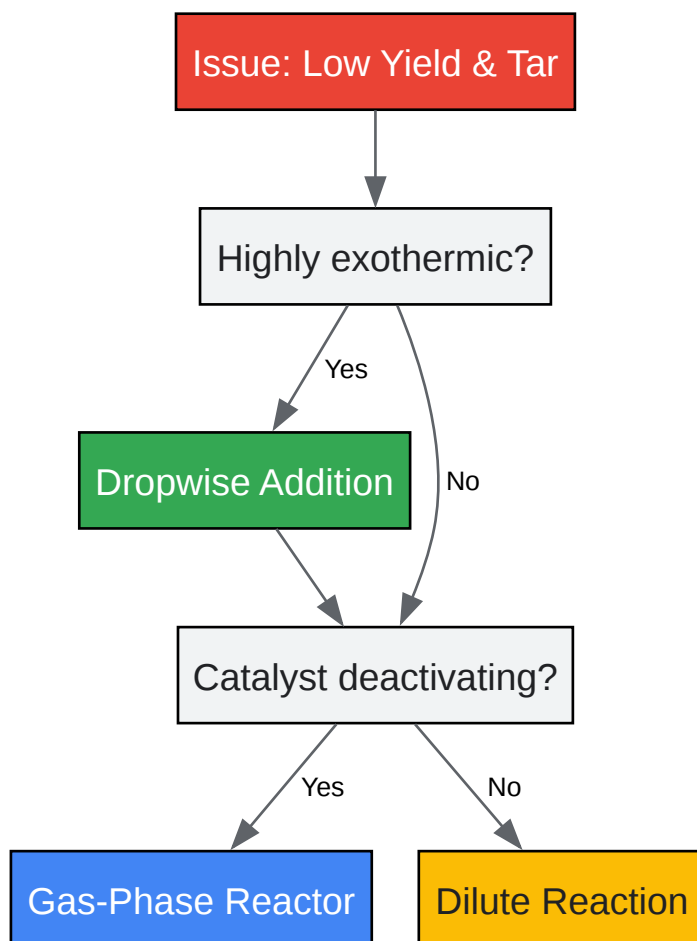 Issue: Low Yield & Tar
Highly exothermic?
Yes
Dropwise Addition
No
Catalyst deactivating?
Yes
No
Gas-Phase Reactor
Dilute Reaction